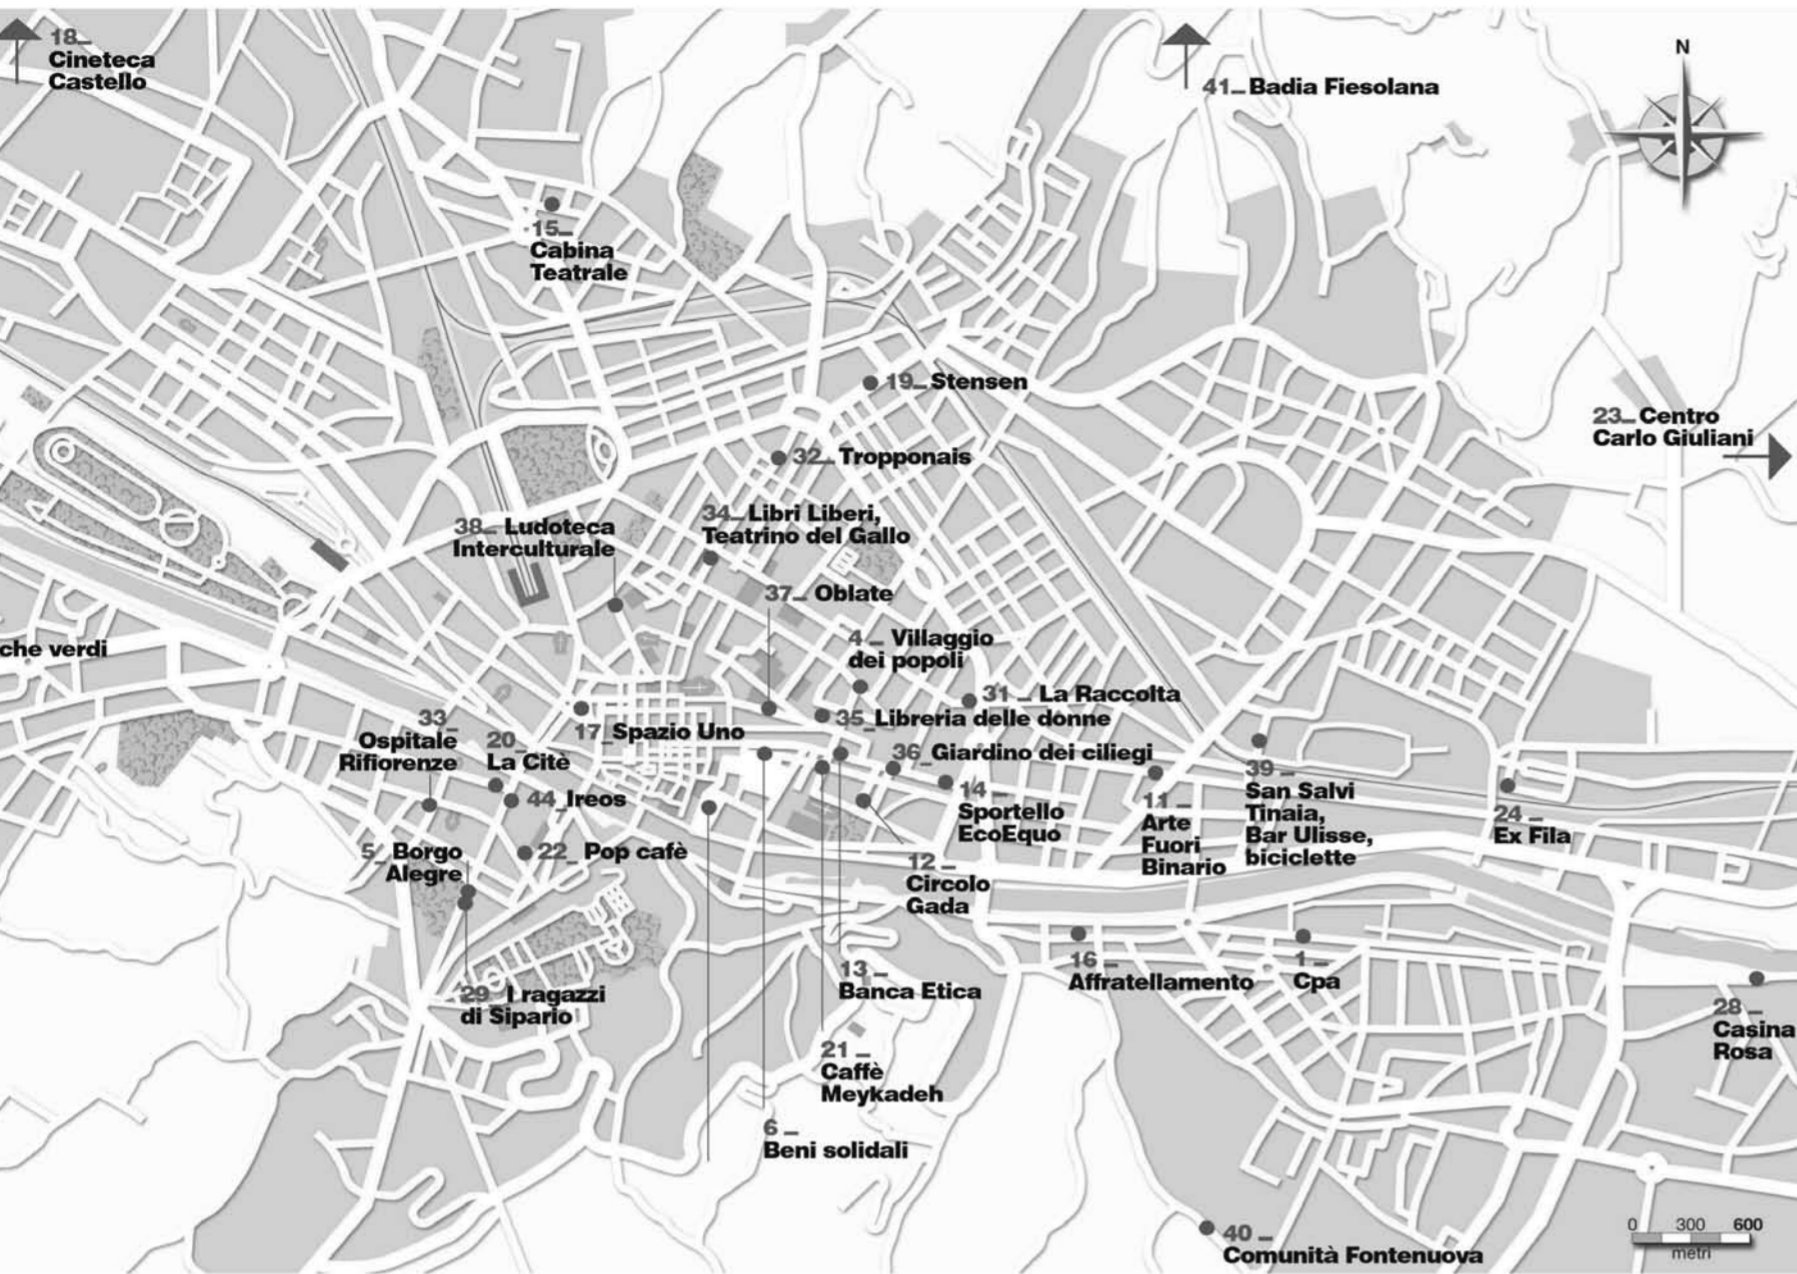 18_
Cineteca
Castello
41_ Badia Fiesolana
N
15_
Cabina
Teatrale
19_ Stensen
23_ Centro
Carlo Giuliani
32_ Tropponais
34_ Libri Liberi,
Teatrino del Gallo
38_ Ludoteca
Interculturale
37_ Oblate
4_ Villaggio
dei popoli
che verdi
31_ La Raccolta
35_ Libreria delle donne
33_
Ospitale
Rifiorenze
20_
La Citè
17_ Spazio Uno
36_ Giardino dei ciliegi
44_ Ireos
14_
Sportello
EcoEquo
11_
Arte
Fuori
Binario
39_
San Salvi
Tinaia,
Bar Ulisse,
biciclette
24_
Ex Fila
5_ Borgo
Alegre
22_ Pop cafè
12_
Circolo
Gada
13_
Banca Etica
16_
Affratellamento
1_
Cpa
29_ I ragazzi
di Sipario
28_
Casina
Rosa
21_
Caffè
Meykadeh
6_
Beni solidali
40_
Comunità Fontenuova
0 300 600
metri